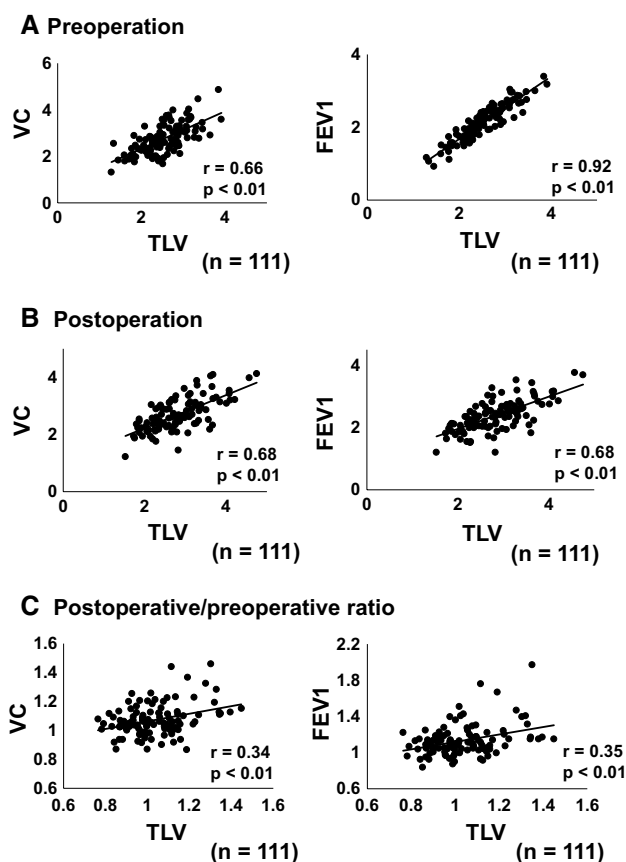 A Preoperation
6
4
2
0
VC
0
2
4
TLV
r = 0.66
p < 0.01
(n = 111)
4
2
0
FEV1
0
2
4
TLV
r = 0.92
p < 0.01
(n = 111)
B Postoperation
4
2
0
VC
0
2
4
TLV
r = 0.68
p < 0.01
(n = 111)
4
2
0
FEV1
0
2
4
TLV
r = 0.68
p < 0.01
(n = 111)
C Postoperative/preoperative ratio
1.6
1.4
1.2
1
0.8
0.6
VC
0.6
0.8
1
1.2
1.4
1.6
TLV
r = 0.34
p < 0.01
(n = 111)
2.2
1.8
1.4
1
0.6
FEV1
0.6
0.8
1
1.2
1.4
1.6
TLV
r = 0.35
p < 0.01
(n = 111)